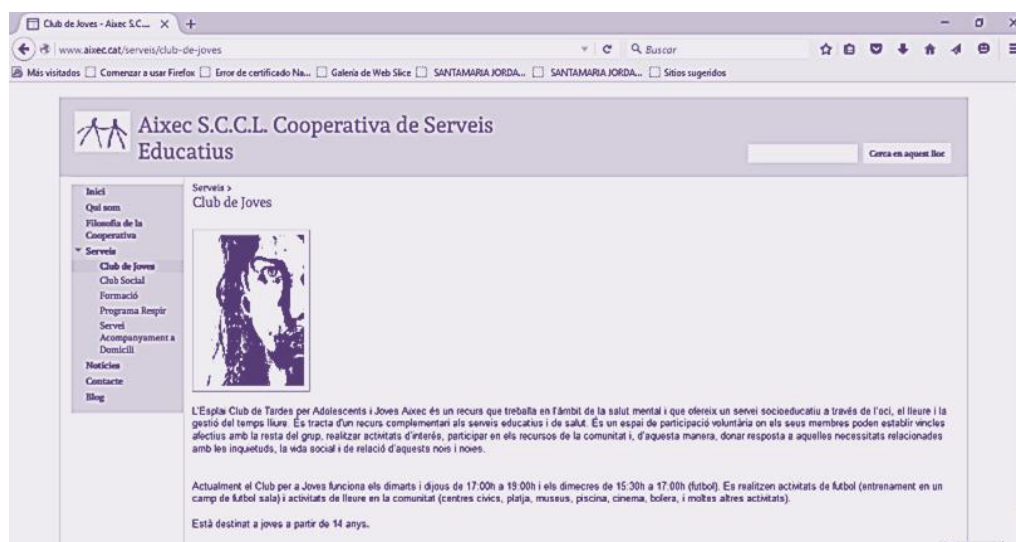 Club de Joves - Aixec S.C...
www.aixec.cat/serveis/club-de-joves
Buscar
Más visitados Comenzar a usar Firefox Error de certificado Na... Galería de Web Slice SANTAMARIA JORDA... SANTAMARIA JORDA... Sitios sugeridos
Aixec S.C.C.L. Cooperativa de Serveis
Educatius
Cerca en aquest lloc
Inici
Qui som
Filosofia de la
Cooperativa
Serveis
Club de Joves
Club Social
Formació
Programa Respir
Servei
Acompanyament a
Domicili
Notícies
Contacte
Blog
Serveis >
Club de Joves
L'Esplai Club de Tardes per Adolescents i Joves Aixec és un recurs que treballa en l'àmbit de la salut mental i que ofereix un servei socioeducatiu a través de l'oci, el lleure i la
gestió del temps lliure. Es tracta d'un recurs complementari als serveis educatius i de salut. És un espai de participació voluntària on els seus membres poden establir vincles
afectius amb la resta del grup, realitzar activitats d'interés, participar en els recursos de la comunitat i, d'aquesta manera, donar resposta a aquelles necessitats relacionades
amb les inquietuds, la vida social i de relació d'aquests nois i noies.
Actualment el Club per a Joves funciona els dimarts i dijous de 17:00h a 19:00h i els dimecres de 15:30h a 17:00h (futbol). Es realitzen activitats de futbol (entrenament en un
camp de futbol sala) i activitats de lleure en la comunitat (centres cívics, platja, museus, piscina, cinema, bolera, i moltes altres activitats).
Està destinat a joves a partir de 14 anys.